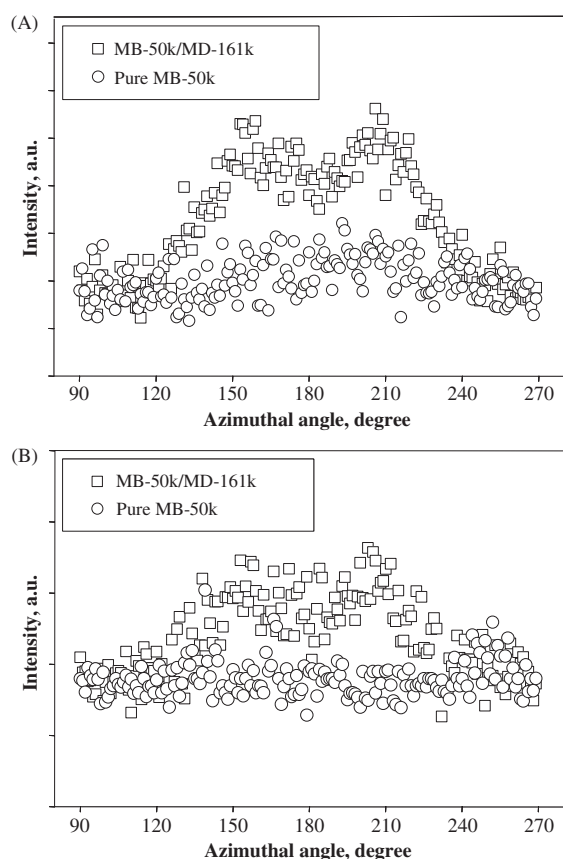 (A)
MB-50k/MD-161k
Pure MB-50k
Intensity, a.u.
90 120 150 180 210 240 270
Azimuthal angle, degree
(B)
MB-50k/MD-161k
Pure MB-50k
Intensity, a.u.
90 120 150 180 210 240 270
Azimuthal angle, degree